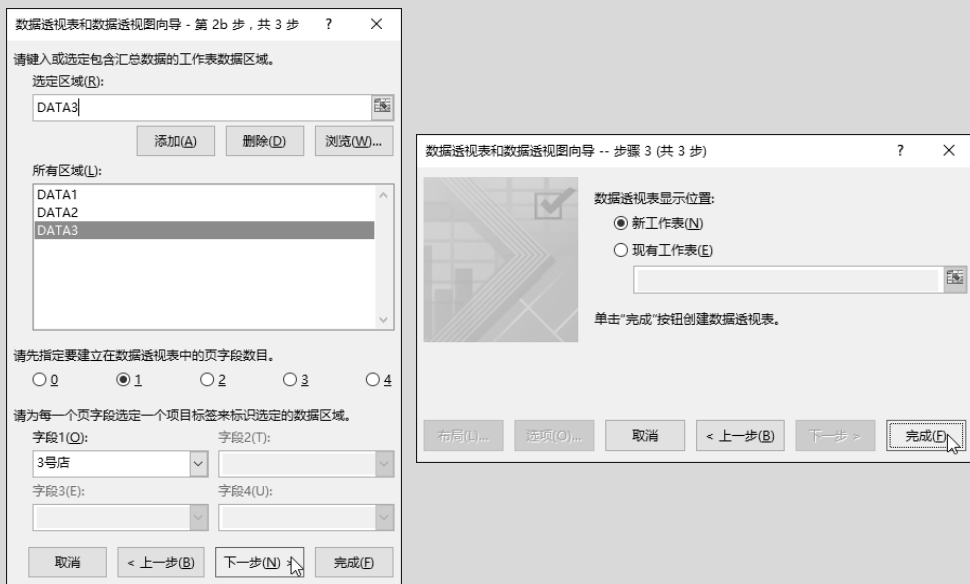 数据透视表和数据透视图向导 - 第 2b 步，共 3 步 ? ×
请键入或选定包含汇总数据的工作表数据区域。
选定区域(R):
DATA3
添加(A) 删除(D) 浏览(W)...
所有区域(L):
DATA1
DATA2
DATA3
请先指定要建立在数据透视表中的页字段数目。
0 1 2 3 4
请为每一个页字段选定一个项目标签来标识选定的数据区域。
字段1(O): 字段2(T):
3号店
字段3(E): 字段4(U):
取消 < 上一步(B) 下一步(N) > 完成(F)
数据透视表和数据透视图向导 -- 步骤 3 (共 3 步) ? ×
数据透视表显示位置:
新工作表(N)
现有工作表(E)
单击"完成"按钮创建数据透视表。
布局(L)... 选项(O)... 取消 < 上一步(B) 下一步 > 完成(F)